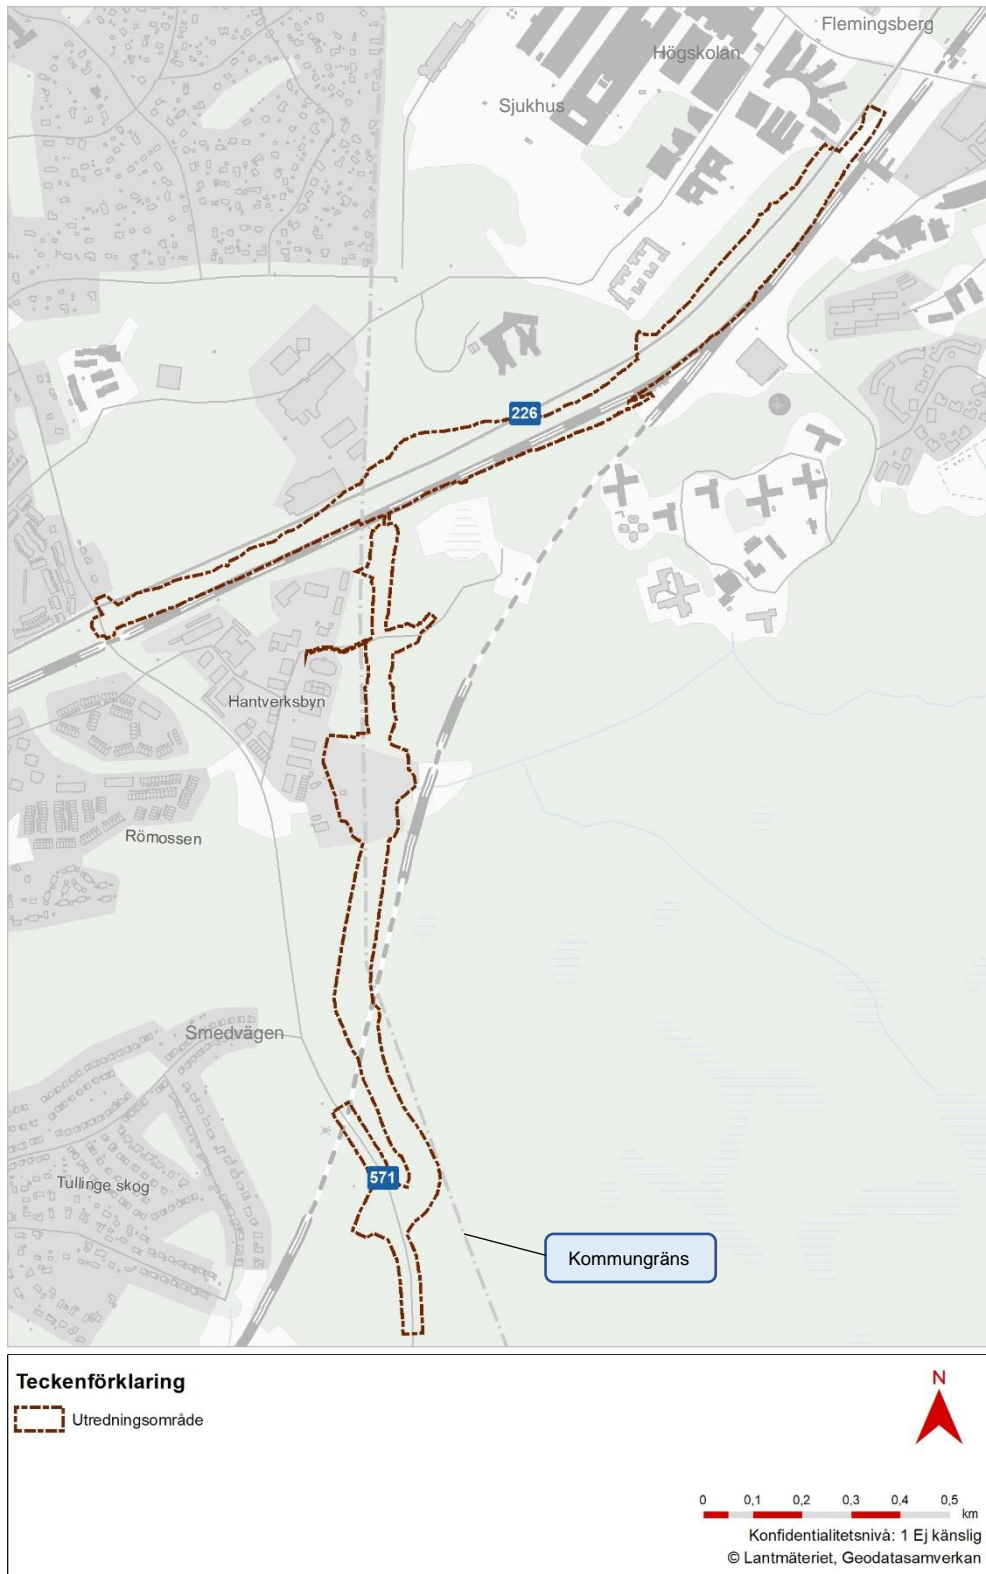 Flemingsberg
Högskolan
Sjukhus
226
Hantverksbyn
Römossen
Smedvägen
Tullinge skog
571
Kommungräns
Teckenförklaring
Utredningsområde
N
0 0,1 0,2 0,3 0,4 0,5
km
Konfidentialitetsnivå: 1 Ej känslig
© Lantmäteriet, Geodatasamverkan